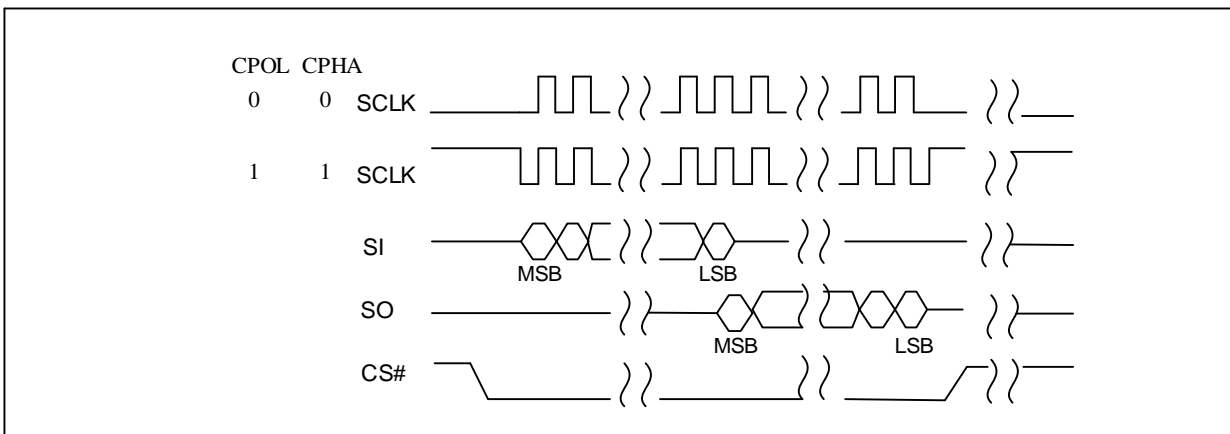 CPOL CPHA
0 0 SCLK
1 1 SCLK
SI
MSB LSB
SO
MSB LSB
CS#